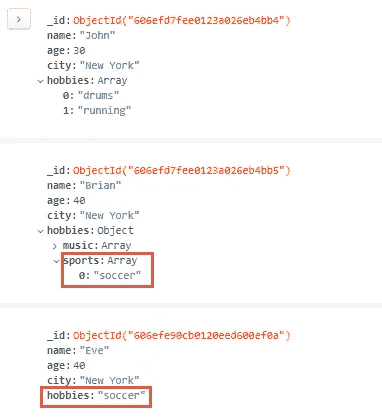 _id: ObjectId("606efd7fee0123a026eb4bb4")
name: "John"
age: 30
city: "New York"
hobbies: Array
0: "drums"
1: "running"
_id: ObjectId("606efd7fee0123a026eb4bb5")
name: "Brian"
age: 40
city: "New York"
hobbies: Object
music: Array
sports: Array
0: "soccer"
_id: ObjectId("606efe90cb0120eed600ef0a")
name: "Eve"
age: 40
city: "New York"
hobbies: "soccer"